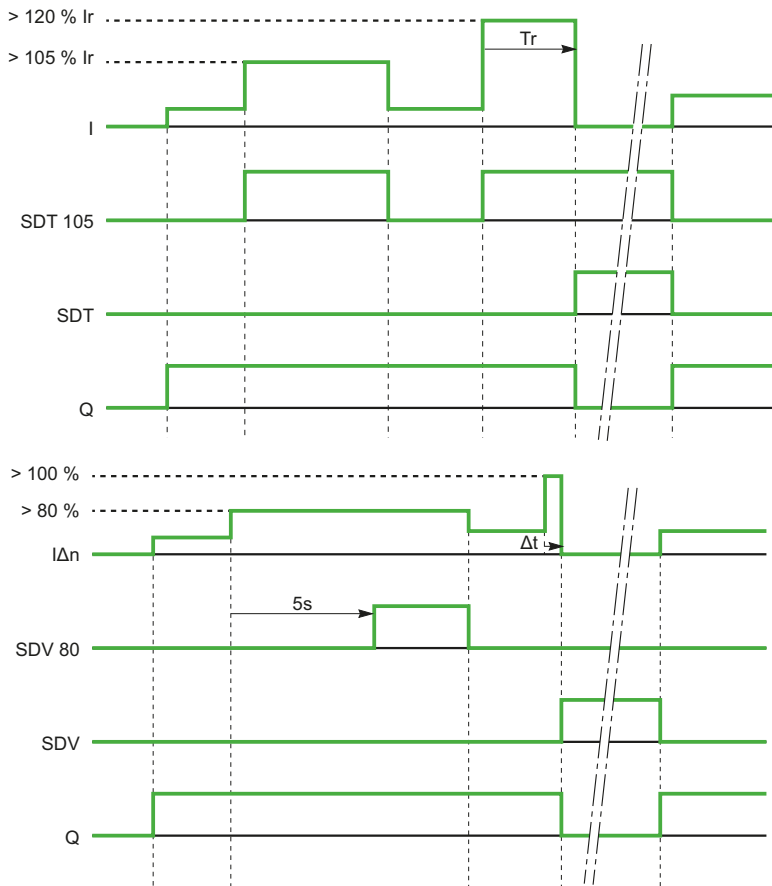 > 120 % Ir
Tr
> 105 % Ir
I
SDT 105
SDT
Q
> 100 %
> 80 %
Δt
IΔn
5s
SDV 80
SDV
Q